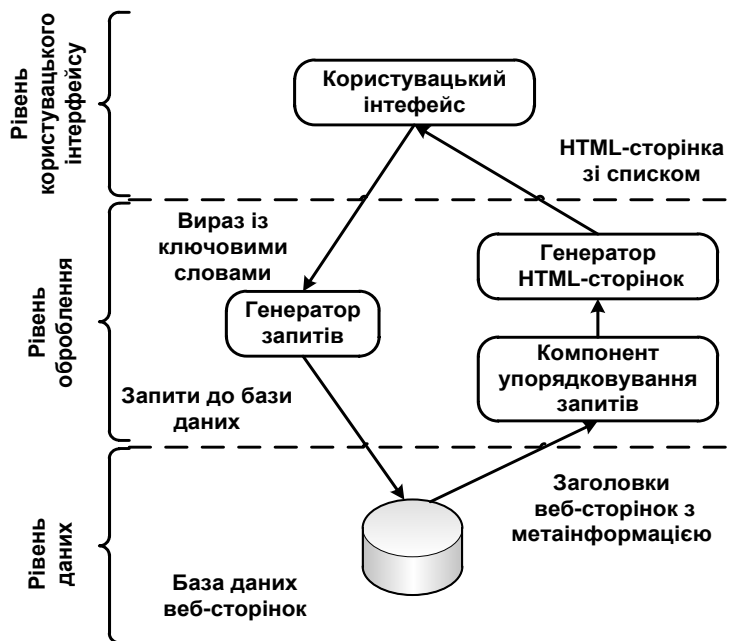 Рівень
користувацького
інтерфейсу
Користувацький
інтефейс
HTML-сторінка
зі списком
Рівень
оброблення
Вираз із
ключовими
словами
Генератор
запитів
Генератор
HTML-сторінок
Компонент
упорядковування
запитів
Запити до бази
даних
Рівень
даних
Заголовки
веб-сторінок з
метаінформацією
База даних
веб-сторінок